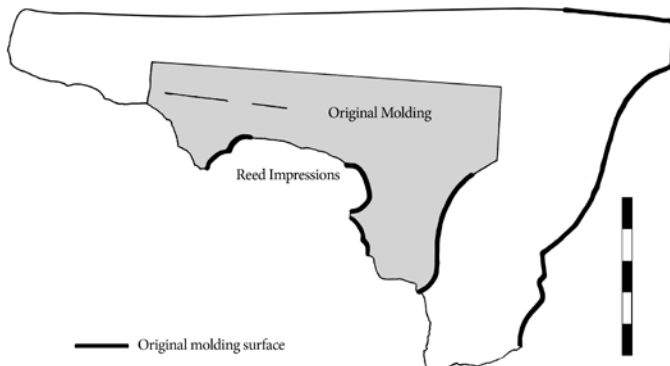 Original Molding
Reed Impressions
Original molding surface